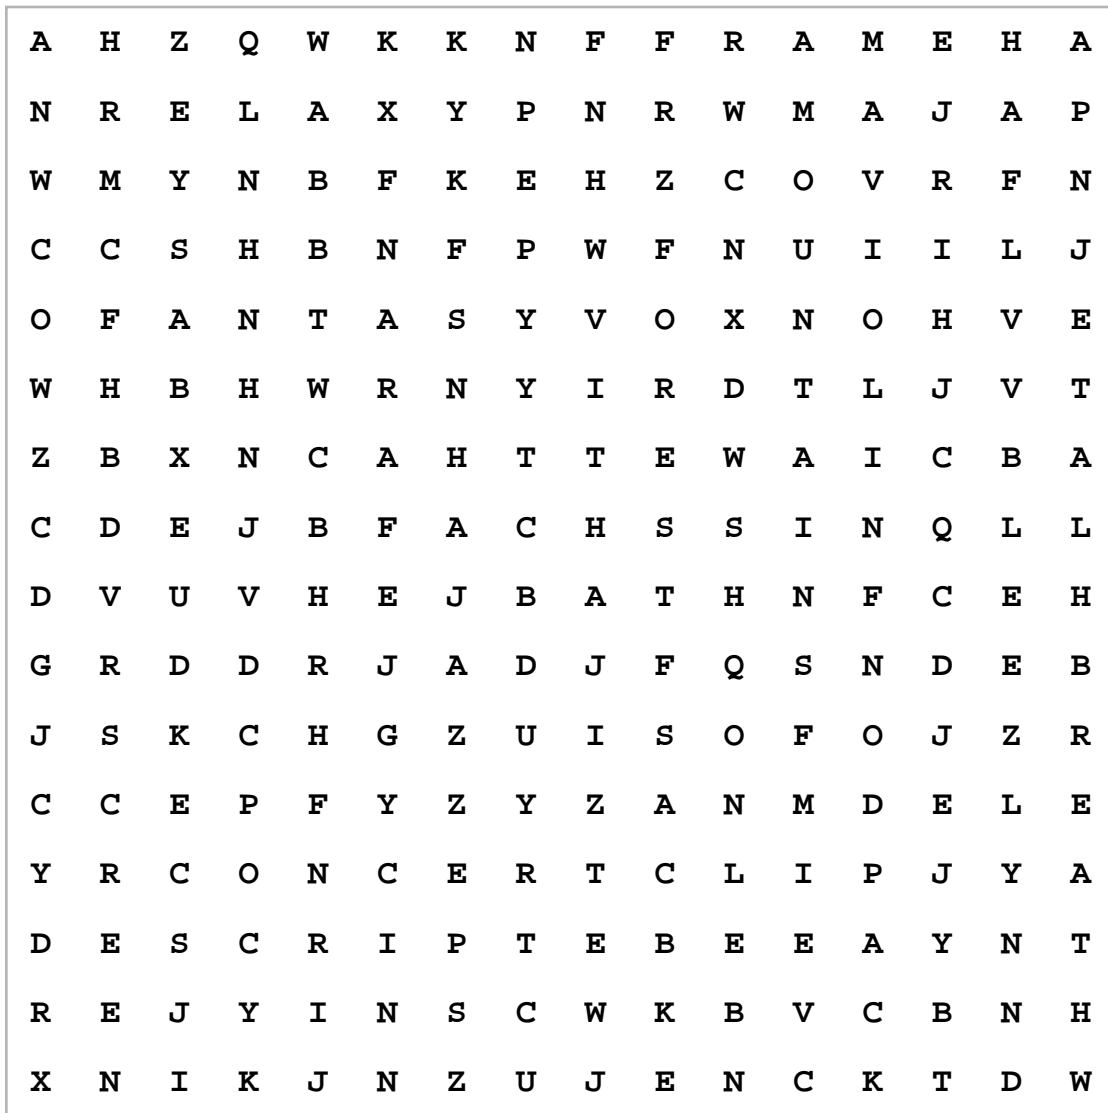 A H Z Q W K K N F F R A M E H A
N R E L A X Y P N R W M A J A P
W M Y N B F K E H Z C O V R F N
C C S H B N F P W F N U I I L J
O F A N T A S Y V O X N O H V E
W H B H W R N Y I R D T L J V T
Z B X N C A H T T E W A I C B A
C D E J B F A C H S S I N Q L L
D V U V H E J B A T H N F C E H
G R D D R J A D J F Q S N D E B
J S K C H G Z U I S O F O J Z R
C C E P F Y Z Y Z A N M D E L E
Y R C O N C E R T C L I P J Y A
D E S C R I P T E B E E A Y N T
R E J Y I N S C W K B V C B N H
X N I K J N Z U J E N C K T D W